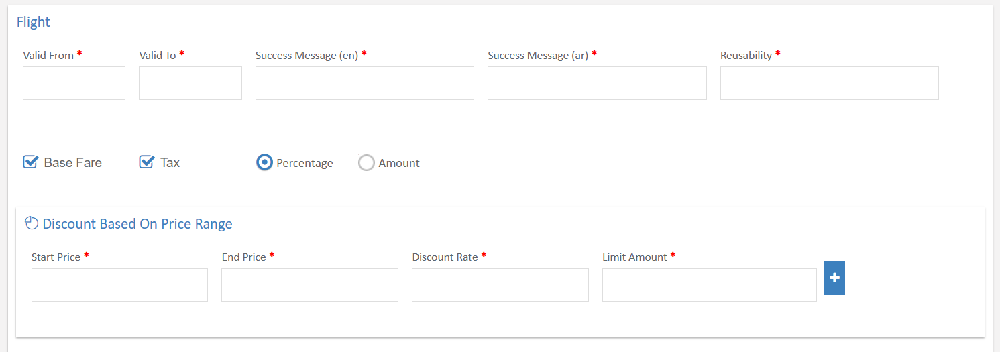 Flight
Valid From * Valid To * Success Message (en) * Success Message (ar) * Reusability *
Base Fare Tax Percentage Amount
Discount Based On Price Range
Start Price * End Price * Discount Rate * Limit Amount *
+